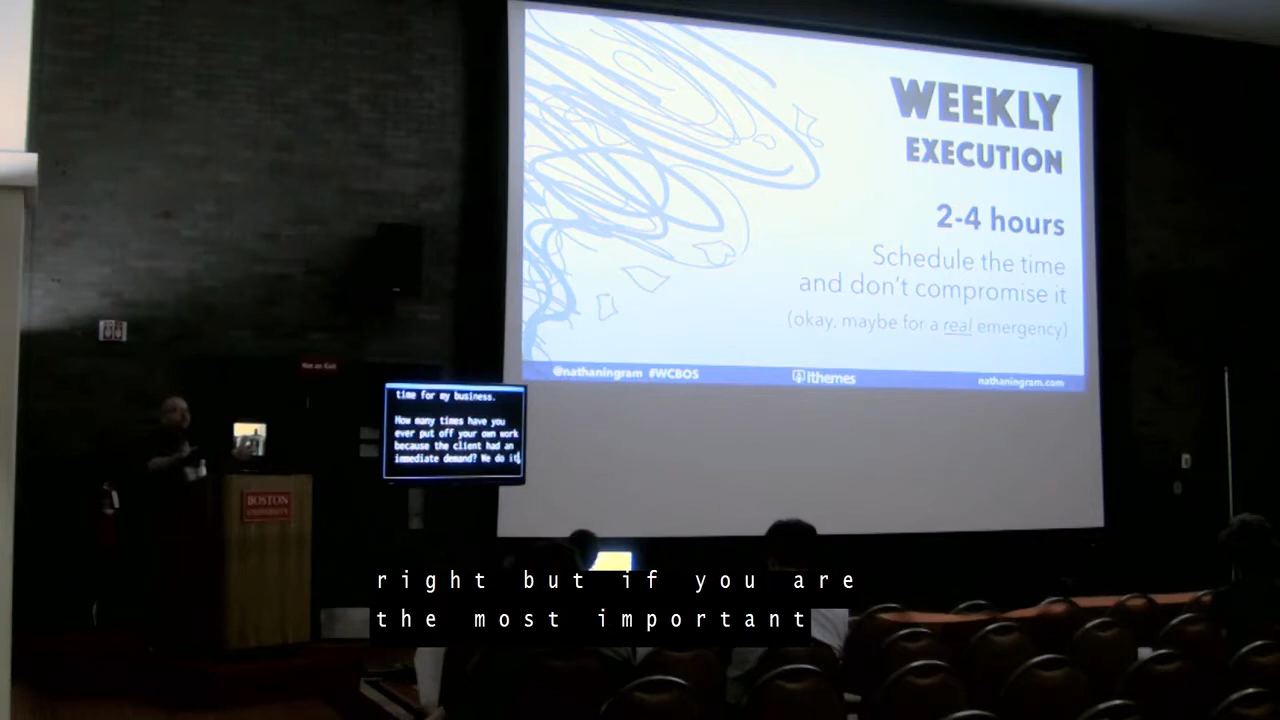 WEEKLY
EXECUTION
2-4 hours
Schedule the time
and don't compromise it
(okay, maybe for a real emergency)
@nathaningram #WCBOS
ithemes
nathaningram.com
Not an Exit
time for my business.
How many times have you
ever put off your own work
because the client had an
immediate demand? We do it
BOSTON
UNIVERSITY
right but if you are
the most important